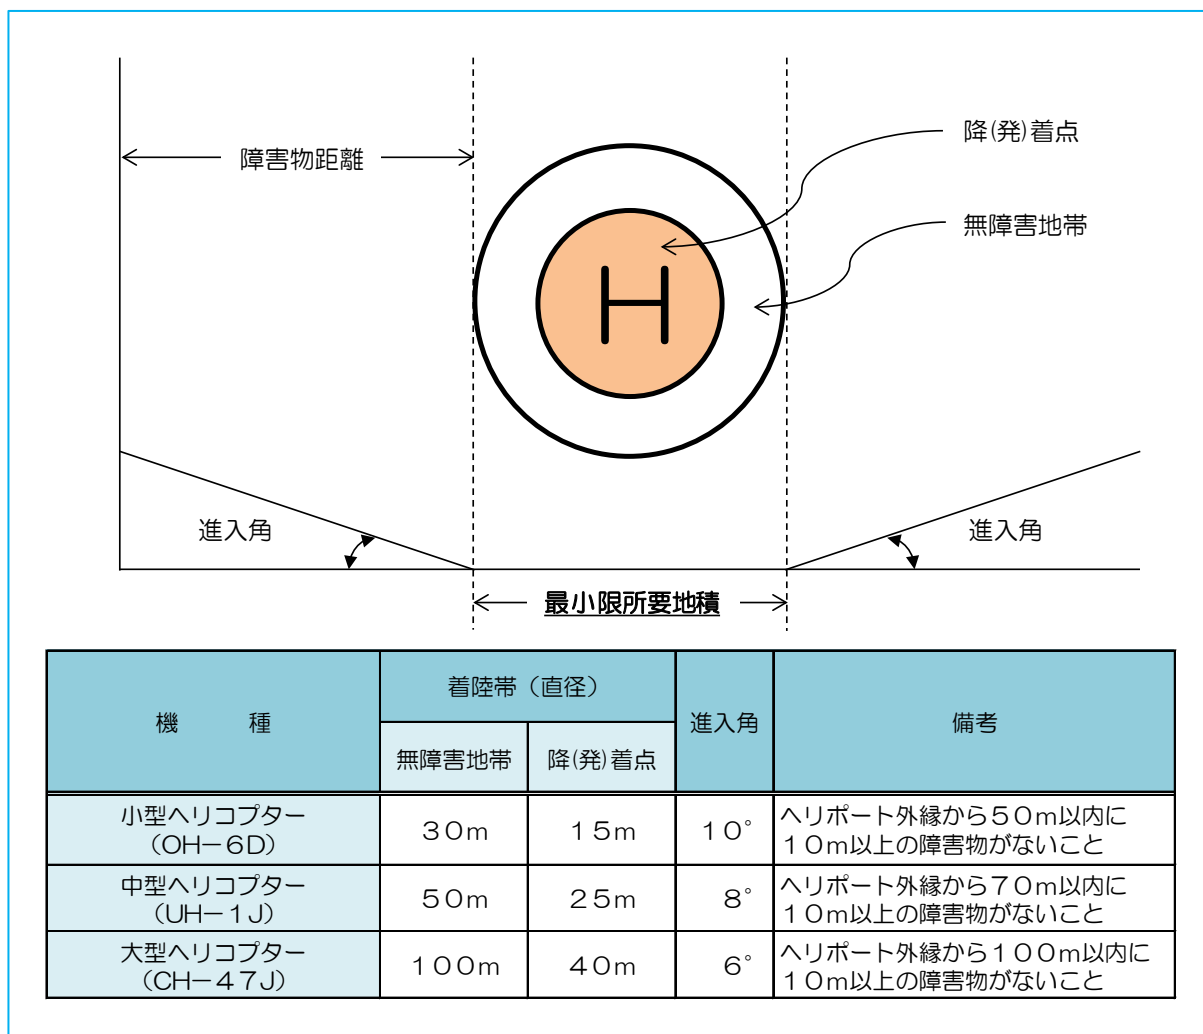 降(発)着点
障害物距離
無障害地帯
H
進入角
進入角
最小限所要地積
機　種
着陸帯（直径）
進入角
備考
無障害地帯
降(発)着点
小型ヘリコプター
（OH－６D）
３０ｍ
１５ｍ
１０°
ヘリポート外縁から５０ｍ以内に
１０ｍ以上の障害物がないこと
中型ヘリコプター
（UH－１J）
５０ｍ
２５ｍ
８°
ヘリポート外縁から７０ｍ以内に
１０ｍ以上の障害物がないこと
大型ヘリコプター
（CH－４７J）
１００ｍ
４０ｍ
６°
ヘリポート外縁から１００ｍ以内に
１０ｍ以上の障害物がないこと